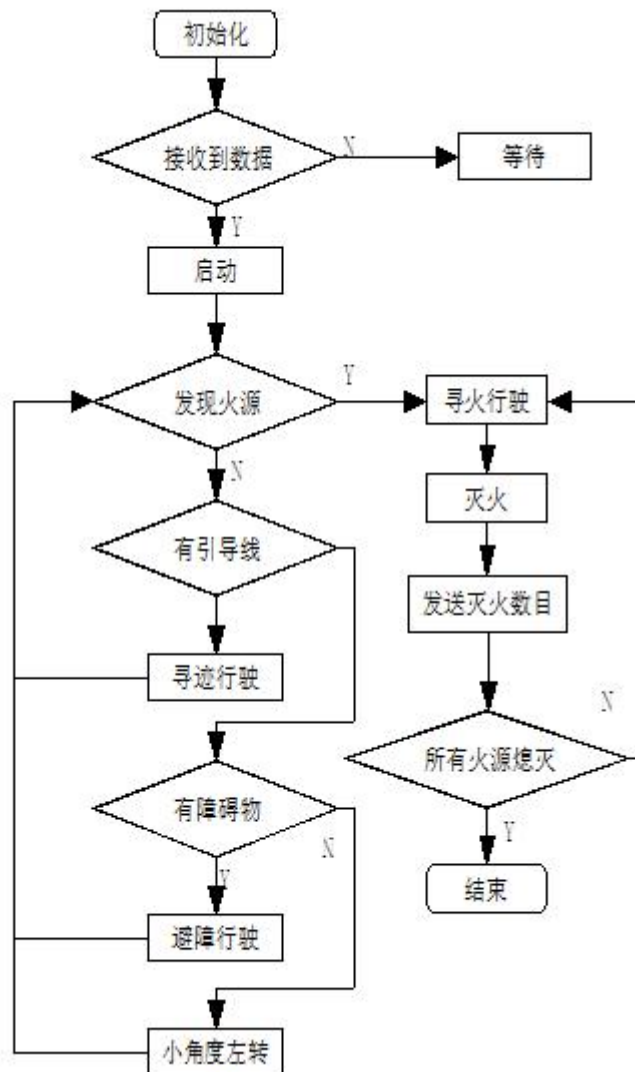 初始化
接收到数据
N
等待
Y
启动
发现火源
Y
寻火行驶
N
灭火
有引导线
发送灭火数目
寻迹行驶
N
所有火源熄灭
有障碍物
N
Y
Y
结束
避障行驶
小角度左转